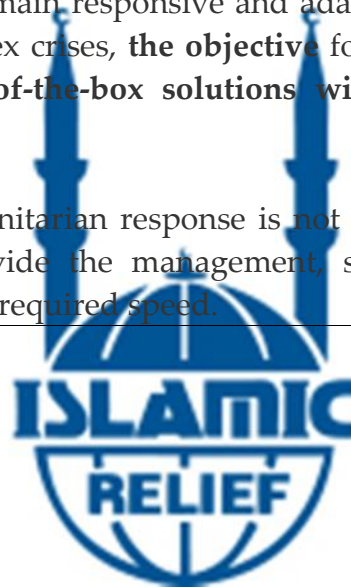 main responsive and ada
ex crises, the objective fo
of-the-box solutions wi
nitarian response is not
vide the management, s
required speed.
ISLAMIC
RELIEF